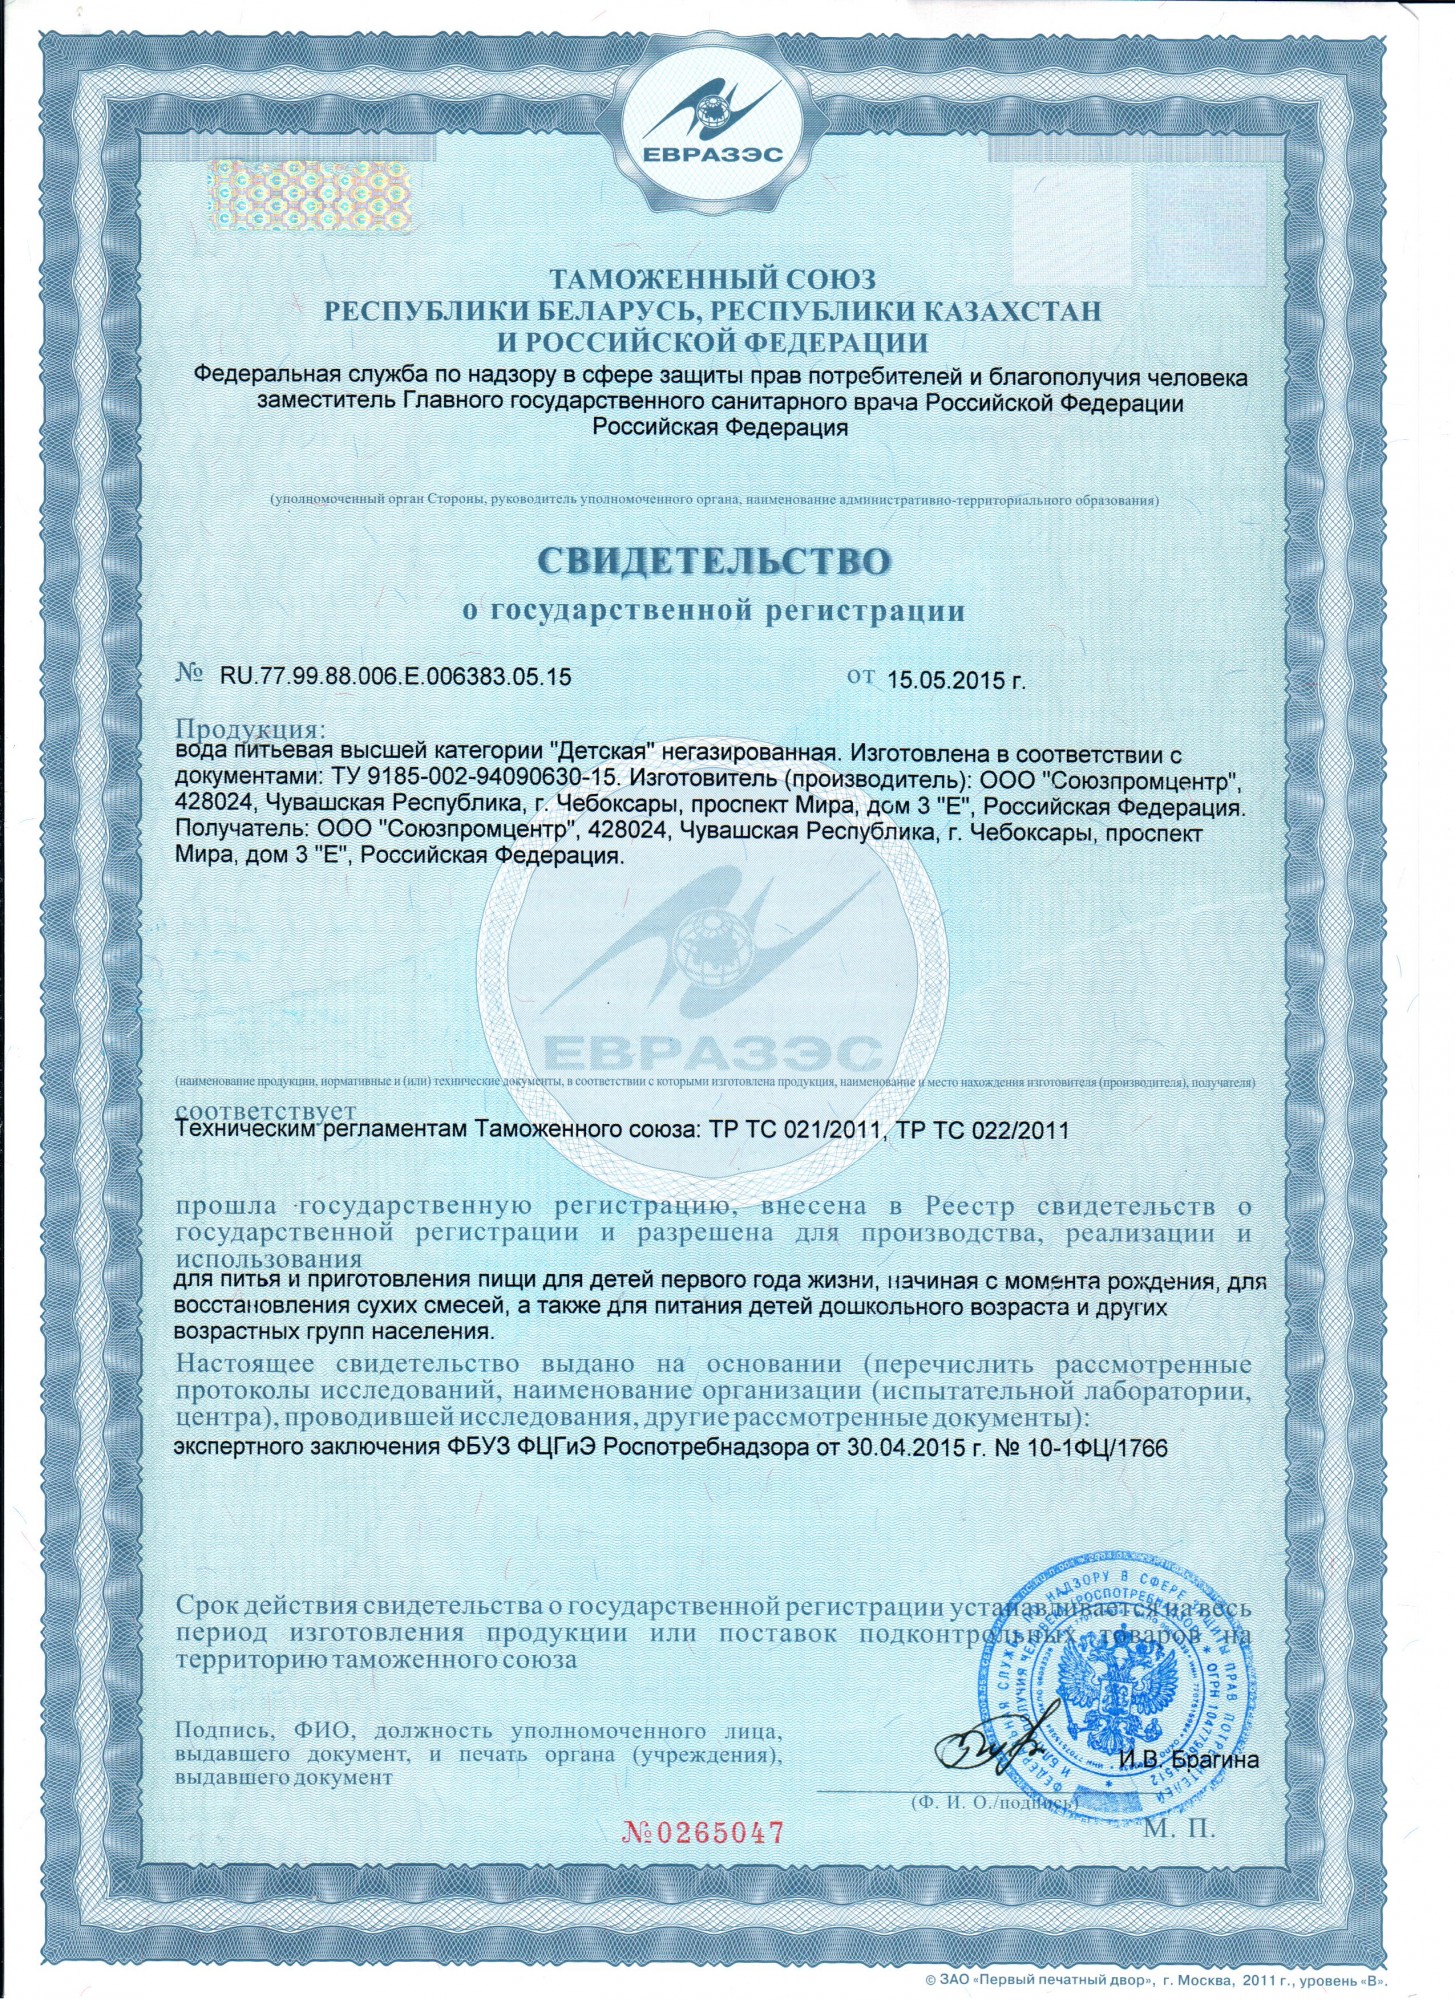 ЕВРАЗЭС
ТАМОЖЕННЫЙ СОЮЗ
РЕСПУБЛИКИ БЕЛАРУСЬ, РЕСПУБЛИКИ КАЗАХСТАН
И РОССИЙСКОЙ ФЕДЕРАЦИИ
Федеральная служба по надзору в сфере защиты прав потребителей и благополучия человека
заместитель Главного государственного санитарного врача Российской Федерации
Российская Федерация
(уполномоченный орган Стороны, руководитель уполномоченного органа, наименование административно-территориального образования)
СВИДЕТЕЛЬСТВО
о государственной регистрации
№ RU.77.99.88.006.Е.006383.05.15 от 15.05.2015 г.
Продукция:
вода питьевая высшей категории "Детская" негазированная. Изготовлена в соответствии с
документами: ТУ 9185-002-94090630-15. Изготовитель (производитель): ООО "Союзпромцентр",
428024, Чувашская Республика, г. Чебоксары, проспект Мира, дом 3 "Е", Российская Федерация.
Получатель: ООО "Союзпромцентр", 428024, Чувашская Республика, г. Чебоксары, проспект
Мира, дом 3 "Е", Российская Федерация.
ЕВРАЗЭС
(наименование продукции, нормативные и (или) технические документы, в соответствии с которыми изготовлена продукция, наименование и место нахождения изготовителя (производителя), получателя)
соответствует
Техническим регламентам Таможенного союза: ТР ТС 021/2011, ТР ТС 022/2011
прошла государственную регистрацию, внесена в Реестр свидетельств о
государственной регистрации и разрешена для производства, реализации и
использования
для питья и приготовления пищи для детей первого года жизни, начиная с момента рождения, для
восстановления сухих смесей, а также для питания детей дошкольного возраста и других
возрастных групп населения.
Настоящее свидетельство выдано на основании (перечислить рассмотренные
протоколы исследований, наименование организации (испытательной лаборатории,
центра), проводившей исследования, другие рассмотренные документы):
экспертного заключения ФБУЗ ФЦГиЭ Роспотребнадзора от 30.04.2015 г. № 10-1ФЦ/1766
Срок действия свидетельства о государственной регистрации устанавливается на весь
период изготовления продукции или поставок подконтрольных товаров на
территорию таможенного союза
Подпись, ФИО, должность уполномоченного лица,
выдавшего документ, и печать органа (учреждения),
выдавшего документ
И.В. Брагина
(Ф. И. О./подпись)
М. П.
№0265047
© ЗАО «Первый печатный двор», г. Москва, 2011 г., уровень «В».